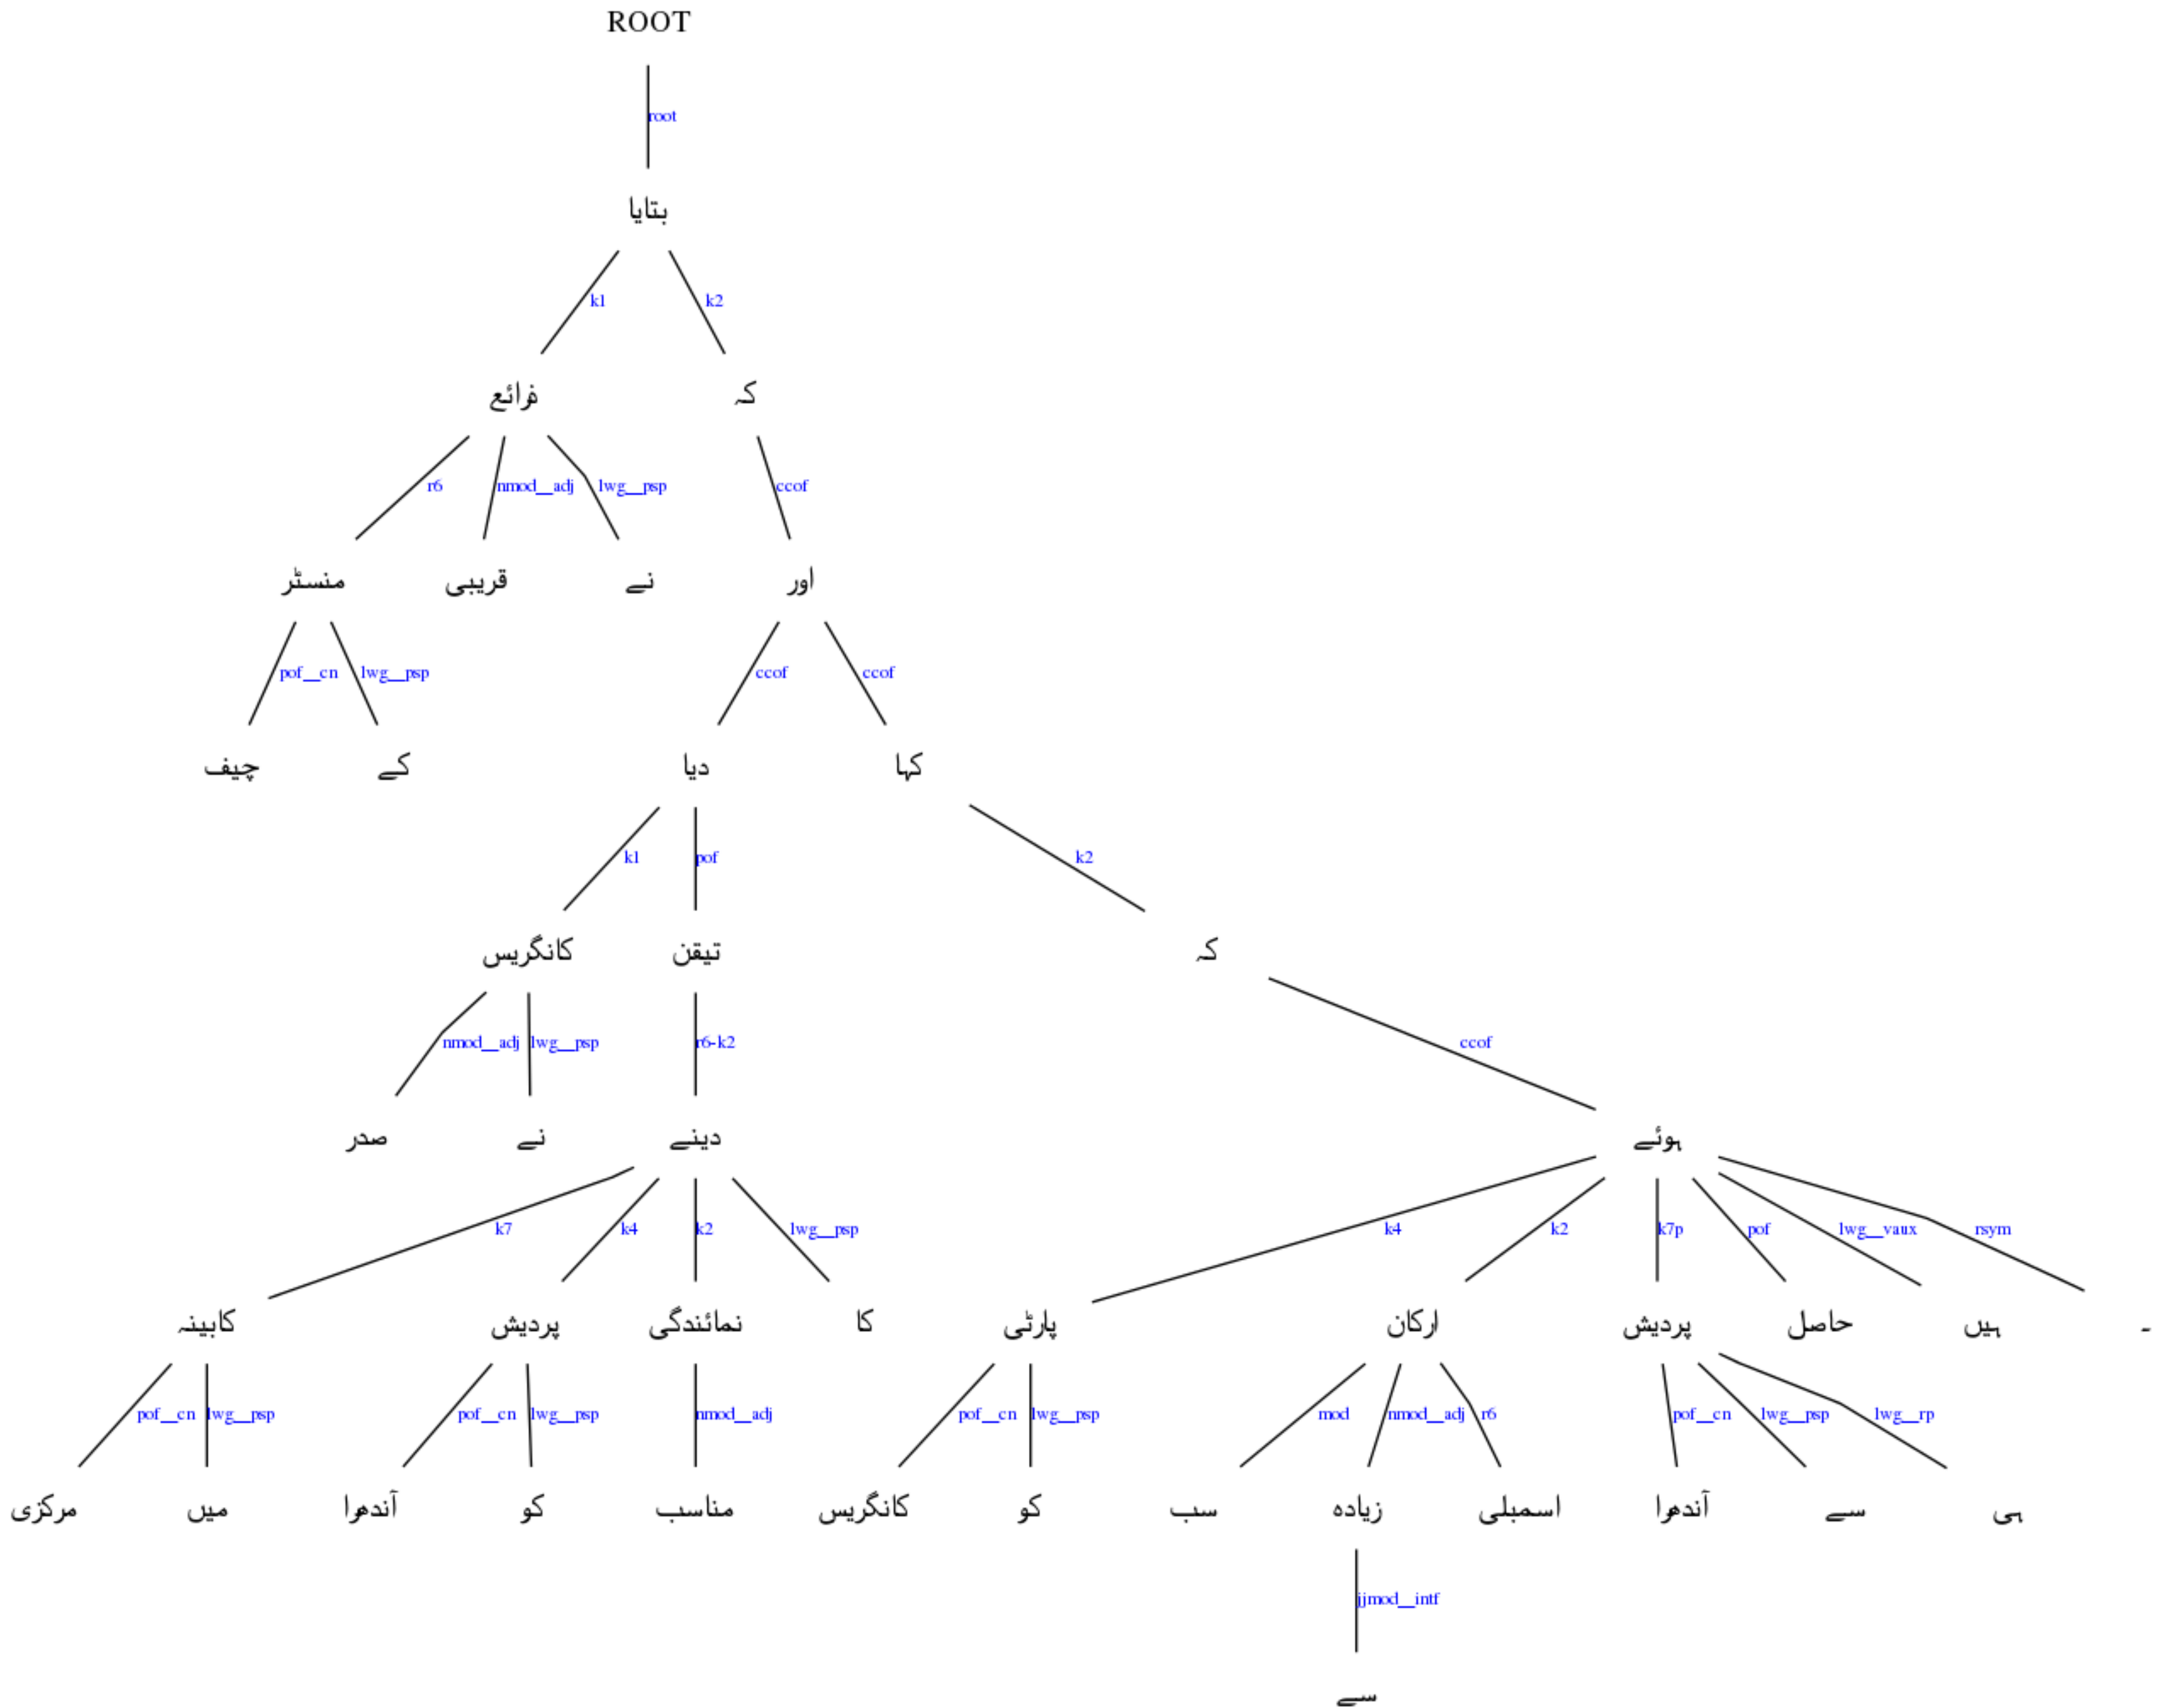 ROOT
root
بتایا
k1 k2
ذرائع کہ
r6 nmod__adj lwg__psp ccof
منسٹر قریبی نے اور
pof__cn lwg__psp ccof ccof
چیف کے دیا کہا
k1 pof k2
کانگریس تیقن کہ
nmod__adj lwg__psp r6-k2 ccof
صدر نے دینے ہوئے
k7 k4 k2 lwg__psp k4 k2 k7p pof lwg__vaux rsym
کابینہ پردیش نمائندگی کا پارٹی ارکان پردیش حاصل ہیں ۔
pof__cn lwg__psp pof__cn lwg__psp nmod__adj pof__cn lwg__psp mod nmod__adj r6 pof__cn lwg__psp lwg__rp
مرکزی میں آندھرا کو مناسب کانگریس کو سب زیادہ اسمبلی آندھرا سے ہی
jjmod__intf
سے